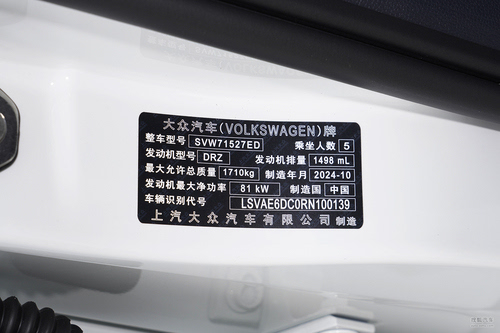 大众汽车(VOLKSWAGEN)牌
整车型号 SVW71527ED 乘坐人数 5
发动机型号 DRZ 发动机排量 1498 mL
最大允许总质量 1710kg 制造年月 2024-10
发动机最大净功率 81 kW 制造国 中国
车辆识别代号 LSVAE6DC0RN100139
上汽大众汽车有限公司 制造